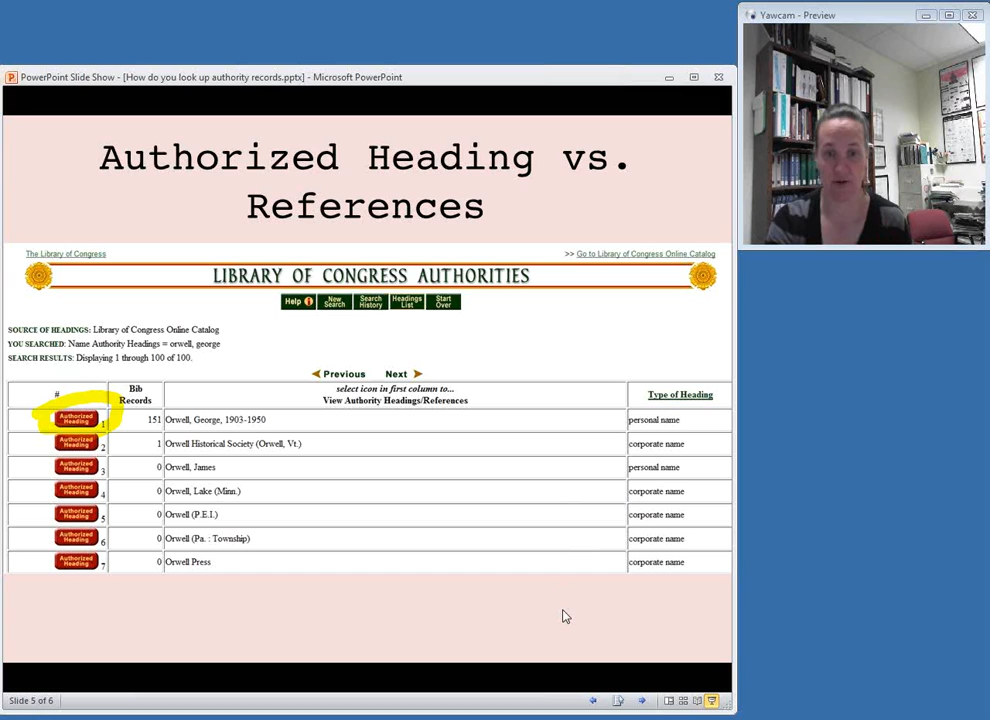 Yawcam - Preview
PowerPoint Slide Show - [How do you look up authority records.pptx] - Microsoft PowerPoint
Authorized Heading vs.
References
The Library of Congress
>> Go to Library of Congress Online Catalog
LIBRARY OF CONGRESS AUTHORITIES
Help i New Search Search History Headings List Start Over
SOURCE OF HEADINGS: Library of Congress Online Catalog
YOU SEARCHED: Name Authority Headings = orwell, george
SEARCH RESULTS: Displaying 1 through 100 of 100.
Previous Next
# Bib Records select icon in first column to... View Authority Headings/References Type of Heading
Authorized Heading 1 151 Orwell, George, 1903-1950 personal name
Authorized Heading 2 1 Orwell Historical Society (Orwell, Vt.) corporate name
Authorized Heading 3 0 Orwell, James personal name
Authorized Heading 4 0 Orwell, Lake (Minn.) corporate name
Authorized Heading 5 0 Orwell (P.E.I.) corporate name
Authorized Heading 6 0 Orwell (Pa. : Township) corporate name
Authorized Heading 7 0 Orwell Press corporate name
Slide 5 of 6